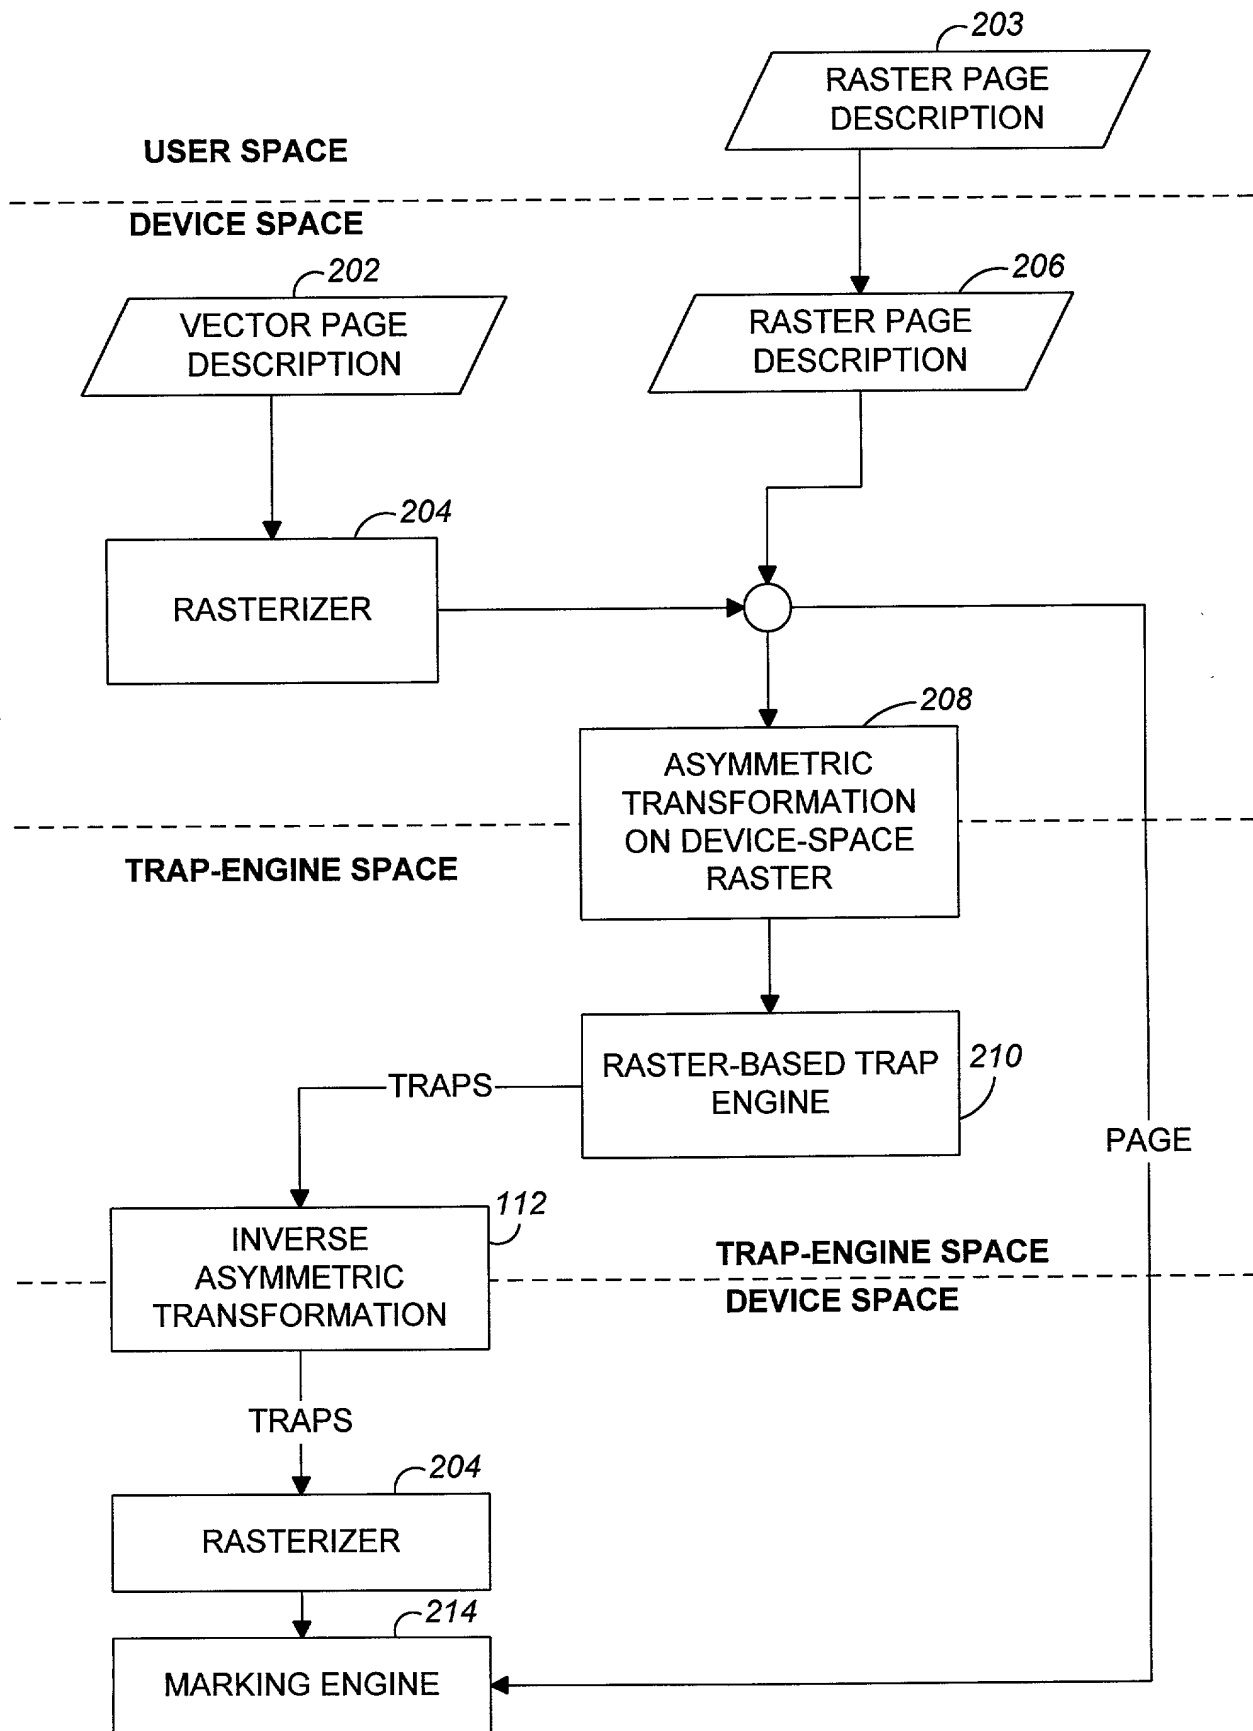 203
RASTER PAGE
DESCRIPTION
USER SPACE
DEVICE SPACE
202
VECTOR PAGE
DESCRIPTION
206
RASTER PAGE
DESCRIPTION
204
RASTERIZER
208
ASYMMETRIC
TRANSFORMATION
ON DEVICE-SPACE
RASTER
TRAP-ENGINE SPACE
RASTER-BASED TRAP
ENGINE
210
TRAPS
PAGE
112
INVERSE
ASYMMETRIC
TRANSFORMATION
TRAP-ENGINE SPACE
DEVICE SPACE
TRAPS
204
RASTERIZER
214
MARKING ENGINE